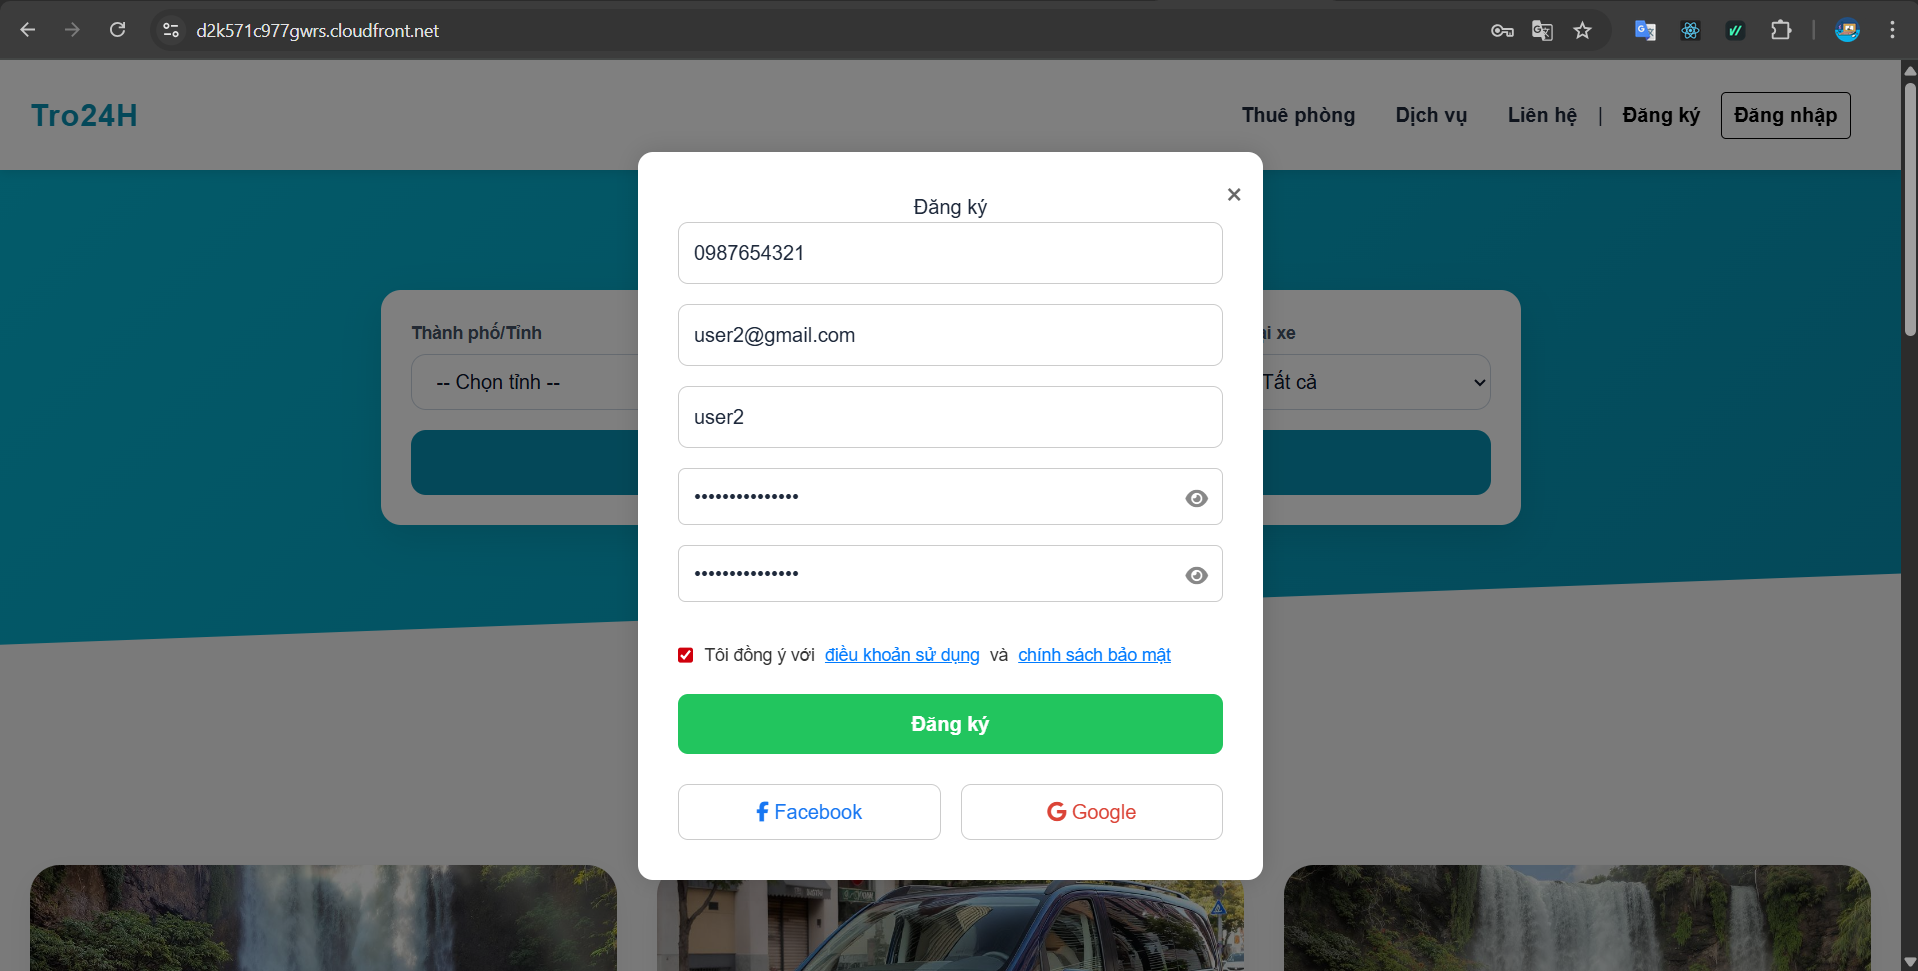 d2k571c977gwrs.cloudfront.net
Tro24H
Thuê phòng
Dịch vụ
Liên hệ
|
Đăng ký
Đăng nhập
Đăng ký
×
0987654321
user2@gmail.com
user2
•••••••••••••••
•••••••••••••••
Tôi đồng ý với điều khoản sử dụng và chính sách bảo mật
Đăng ký
Facebook
Google
Thành phố/Tỉnh
-- Chọn tỉnh --
ại xe
Tất cả